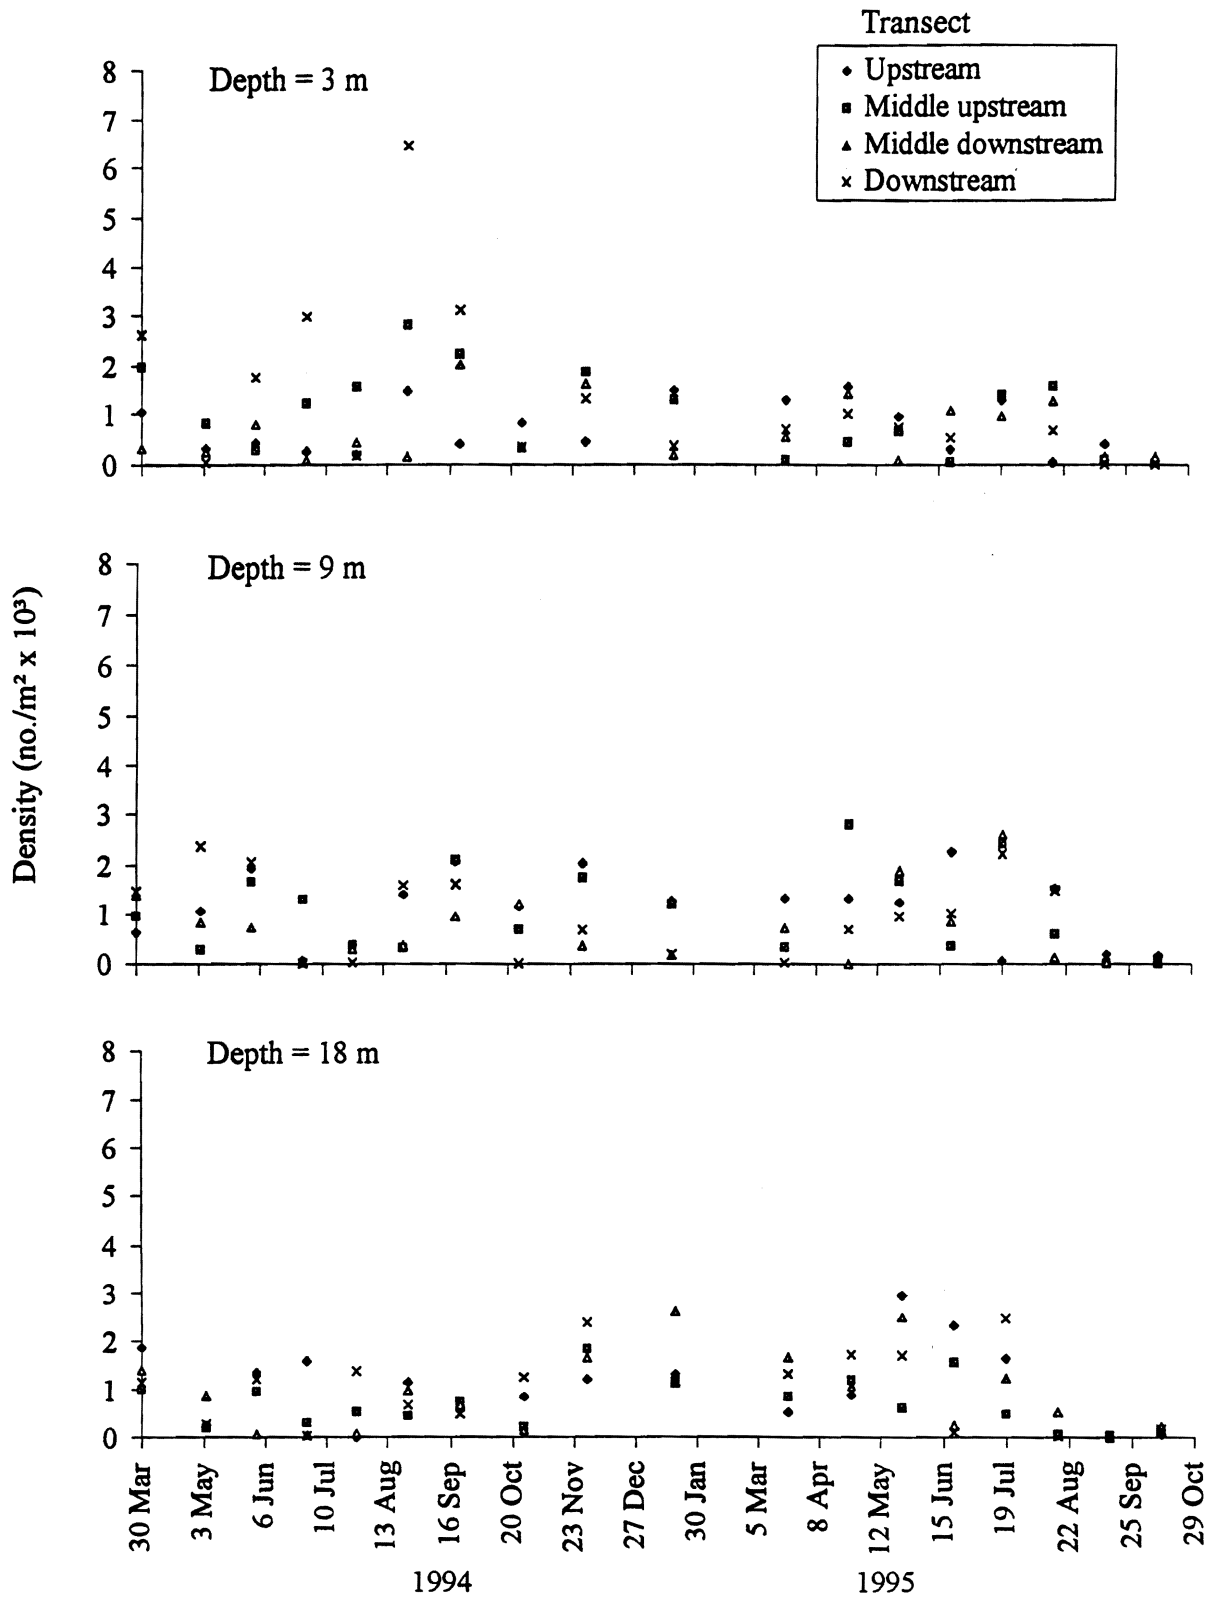 Transect
Upstream
Middle upstream
Middle downstream
Downstream
Depth = 3 m
8
7
6
5
4
3
2
1
0
Depth = 9 m
8
7
6
5
4
3
2
1
0
Density (no./m² x 10³)
Depth = 18 m
8
7
6
5
4
3
2
1
0
30 Mar
3 May
6 Jun
10 Jul
13 Aug
16 Sep
20 Oct
23 Nov
27 Dec
30 Jan
5 Mar
8 Apr
12 May
15 Jun
19 Jul
22 Aug
25 Sep
29 Oct
1994 1995